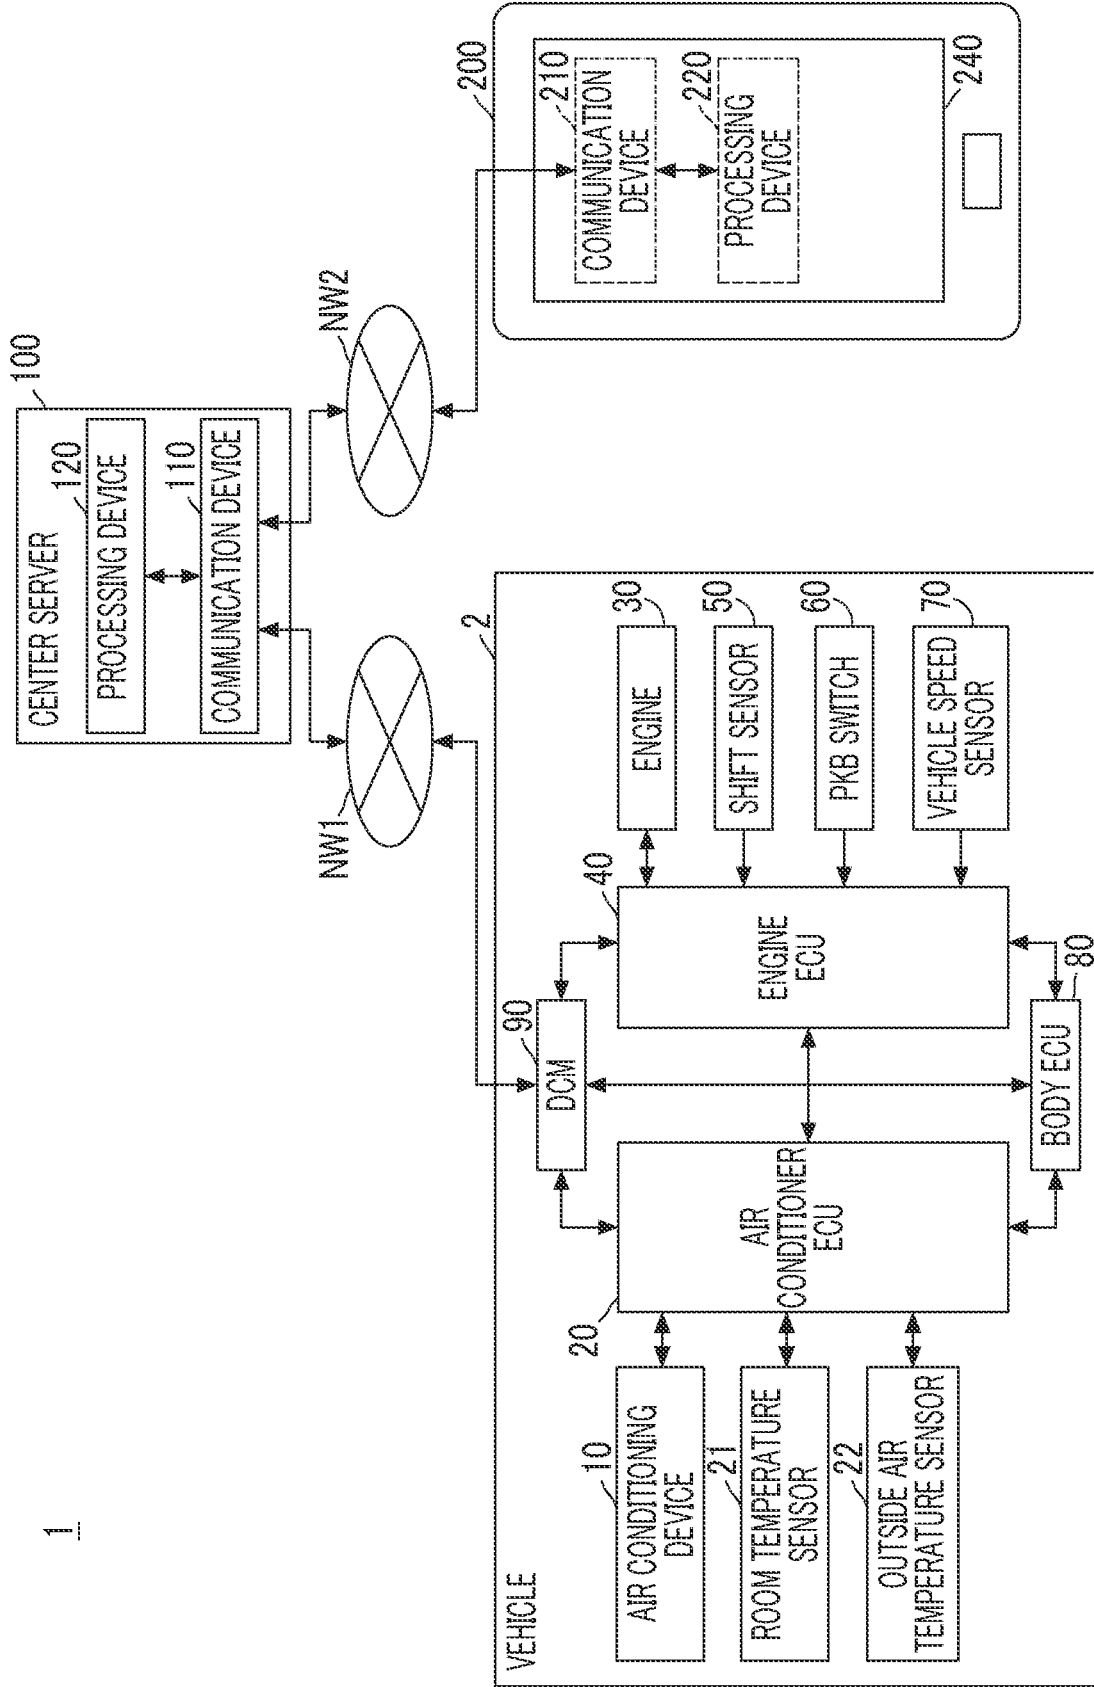 1
CENTER SERVER
100
PROCESSING DEVICE
120
COMMUNICATION DEVICE
110
NW1
NW2
200
COMMUNICATION
DEVICE
210
PROCESSING
DEVICE
220
240
VEHICLE
2
DCM
90
AIR CONDITIONING
DEVICE
10
ROOM TEMPERATURE
SENSOR
21
OUTSIDE AIR
TEMPERATURE SENSOR
22
AIR
CONDITIONER
ECU
20
ENGINE
ECU
40
ENGINE
30
SHIFT SENSOR
50
PKB SWITCH
60
VEHICLE SPEED
SENSOR
70
BODY ECU
80